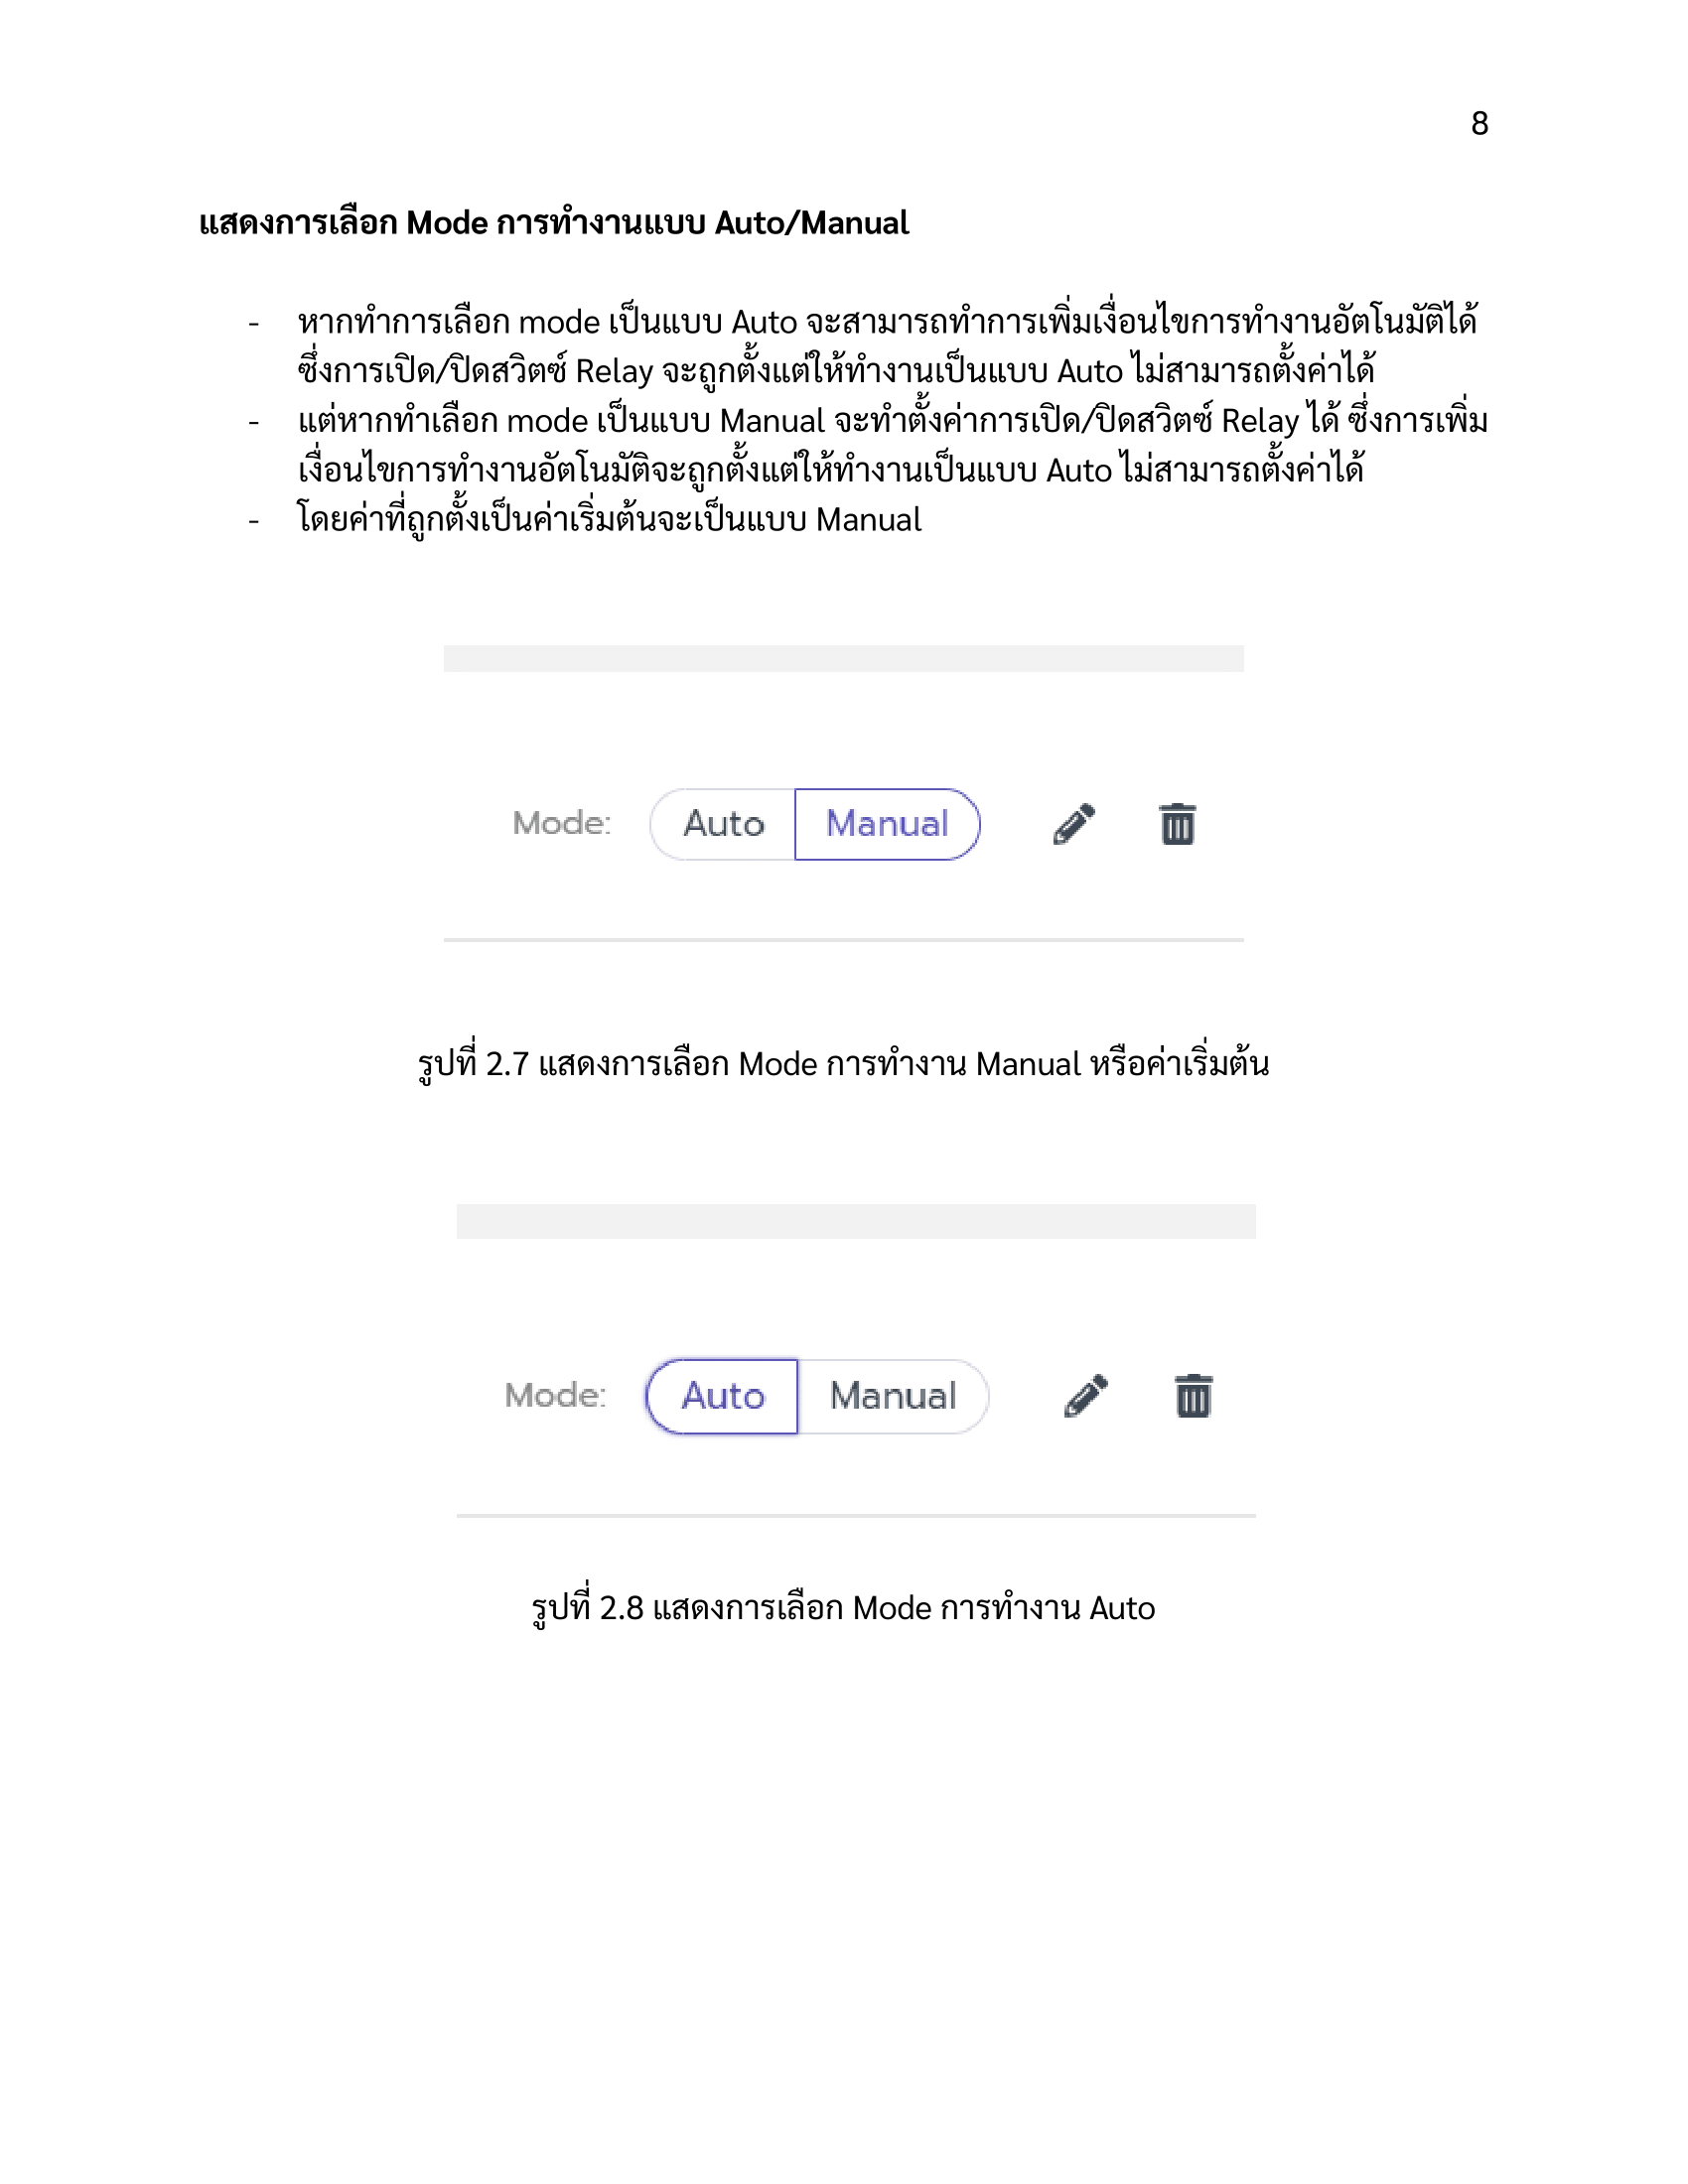 8
แสดงการเลือก Mode การทำงานแบบ Auto/Manual
- หากทำการเลือก mode เป็นแบบ Auto จะสามารถทำการเพิ่มเงื่อนไขการทำงานอัตโนมัติได้
ซึ่งการเปิด/ปิดสวิตซ์ Relay จะถูกตั้งแต่ให้ทำงานเป็นแบบ Auto ไม่สามารถตั้งค่าได้
- แต่หากทำเลือก mode เป็นแบบ Manual จะทำตั้งค่าการเปิด/ปิดสวิตซ์ Relay ได้ ซึ่งการเพิ่ม
เงื่อนไขการทำงานอัตโนมัติจะถูกตั้งแต่ให้ทำงานเป็นแบบ Auto ไม่สามารถตั้งค่าได้
- โดยค่าที่ถูกตั้งเป็นค่าเริ่มต้นจะเป็นแบบ Manual
Mode: Auto Manual
รูปที่ 2.7 แสดงการเลือก Mode การทำงาน Manual หรือค่าเริ่มต้น
Mode: Auto Manual
รูปที่ 2.8 แสดงการเลือก Mode การทำงาน Auto